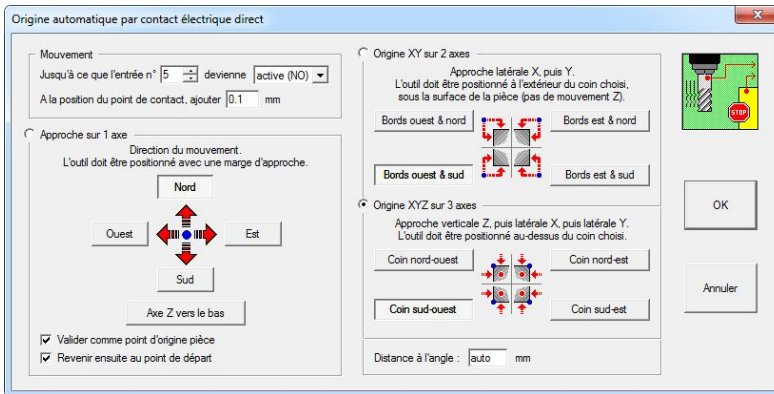 Origine automatique par contact électrique direct
Mouvement
Jusqu'à ce que l'entrée n° 5 devienne active (NO)
A la position du point de contact, ajouter 0.1 mm
Approche sur 1 axe
Direction du mouvement.
L'outil doit être positionné avec une marge d'approche.
Nord
Ouest
Est
Sud
Axe Z vers le bas
Valider comme point d'origine pièce
Revenir ensuite au point de départ
Origine XY sur 2 axes
Approche latérale X, puis Y.
L'outil doit être positionné à l'extérieur du coin choisi,
sous la surface de la pièce (pas de mouvement Z).
Bords ouest & nord
Bords est & nord
Bords ouest & sud
Bords est & sud
Origine XYZ sur 3 axes
Approche verticale Z, puis latérale X, puis latérale Y.
L'outil doit être positionné au-dessus du coin choisi.
Coin nord-ouest
Coin nord-est
Coin sud-ouest
Coin sud-est
Distance à l'angle : auto mm
STOP
OK
Annuler